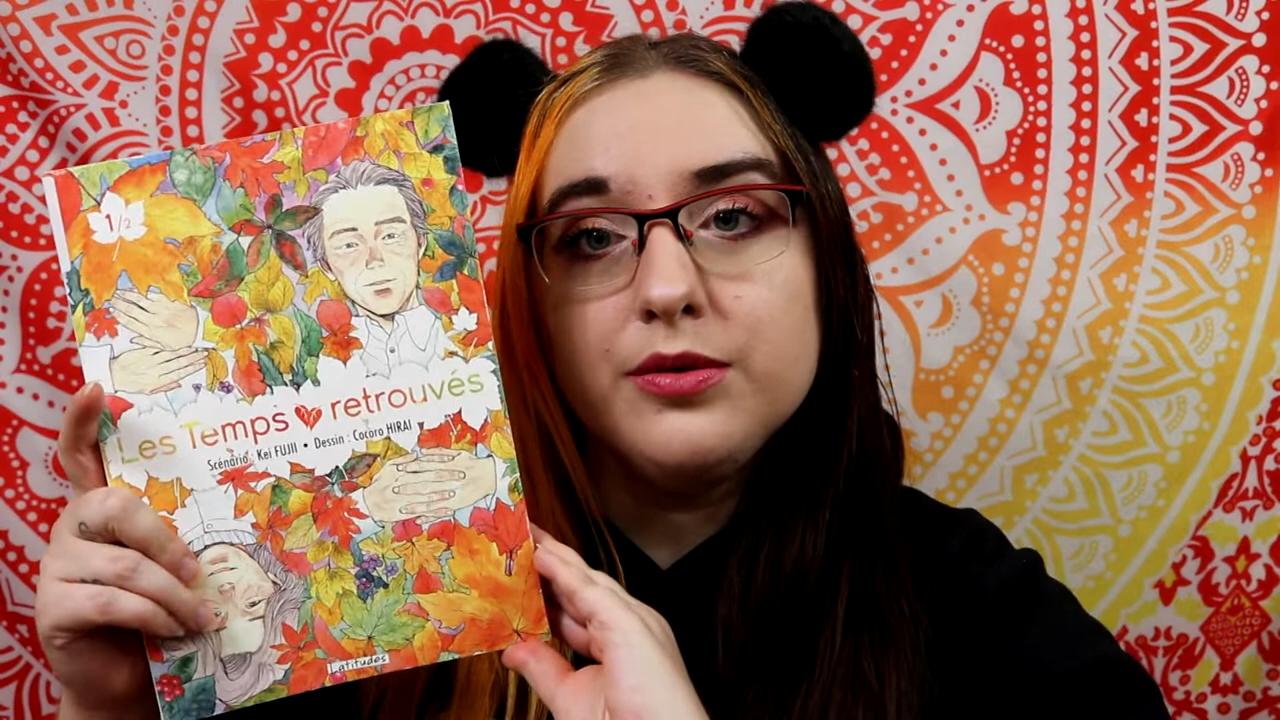 1/2
Les Temps retrouvés
Scénario : Kei FUJII • Dessin : Cocoro HIRAI
Latitudes